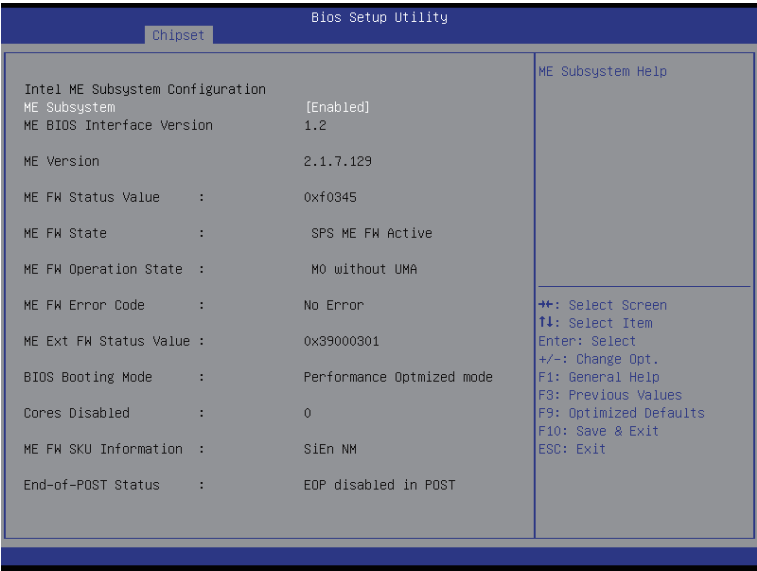 Bios Setup Utility
Chipset
Intel ME Subsystem Configuration
ME Subsystem [Enabled]
ME BIOS Interface Version 1.2
ME Version 2.1.7.129
ME FW Status Value : 0xf0345
ME FW State : SPS ME FW Active
ME FW Operation State : M0 without UMA
ME FW Error Code : No Error
ME Ext FW Status Value : 0x39000301
BIOS Booting Mode : Performance Optmized mode
Cores Disabled : 0
ME FW SKU Information : SiEn NM
End-of-POST Status : EOP disabled in POST
ME Subsystem Help
→←: Select Screen
↑↓: Select Item
Enter: Select
+/-: Change Opt.
F1: General Help
F3: Previous Values
F9: Optimized Defaults
F10: Save & Exit
ESC: Exit